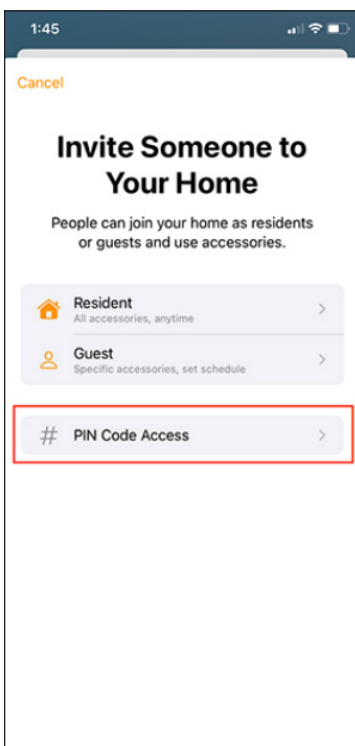 1:45
Cancel
Invite Someone to
Your Home
People can join your home as residents
or guests and use accessories.
Resident
All accessories, anytime
Guest
Specific accessories, set schedule
# PIN Code Access